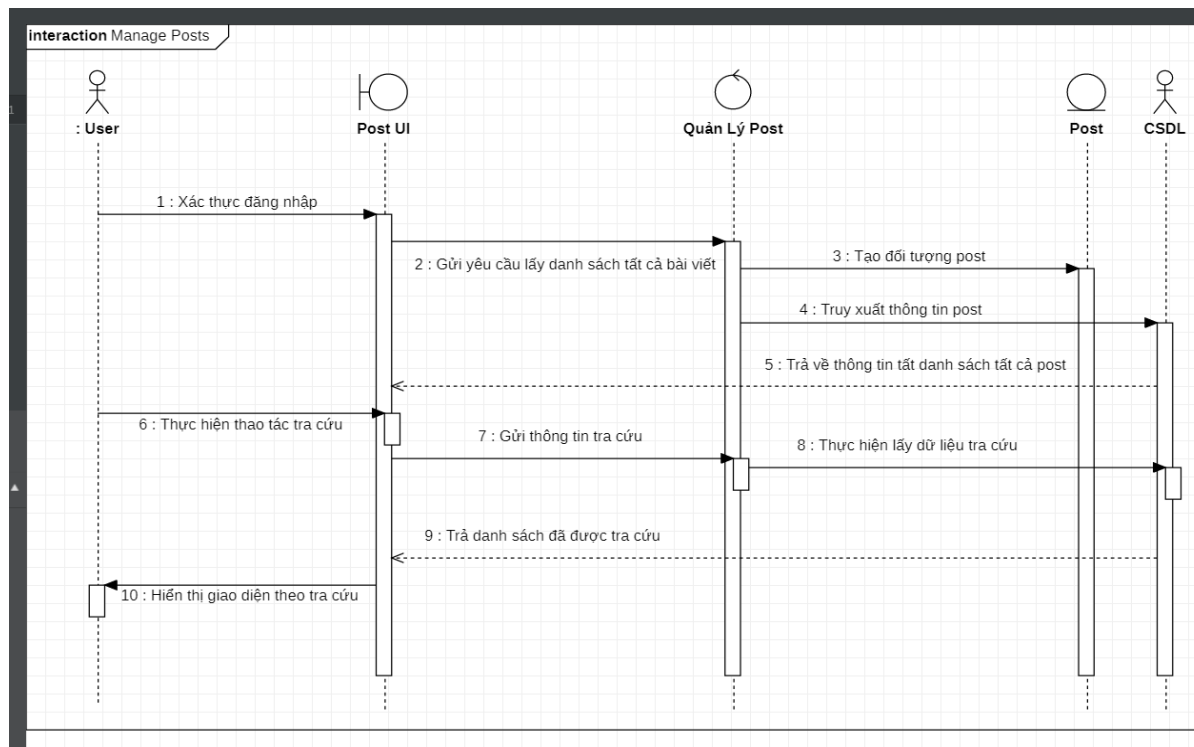 interaction Manage Posts
: User
Post UI
Quản Lý Post
Post
CSDL
1
1 : Xác thực đăng nhập
2 : Gửi yêu cầu lấy danh sách tất cả bài viết
3 : Tạo đối tượng post
4 : Truy xuất thông tin post
5 : Trả về thông tin tất danh sách tất cả post
6 : Thực hiện thao tác tra cứu
7 : Gửi thông tin tra cứu
8 : Thực hiện lấy dữ liệu tra cứu
9 : Trả danh sách đã được tra cứu
10 : Hiển thị giao diện theo tra cứu